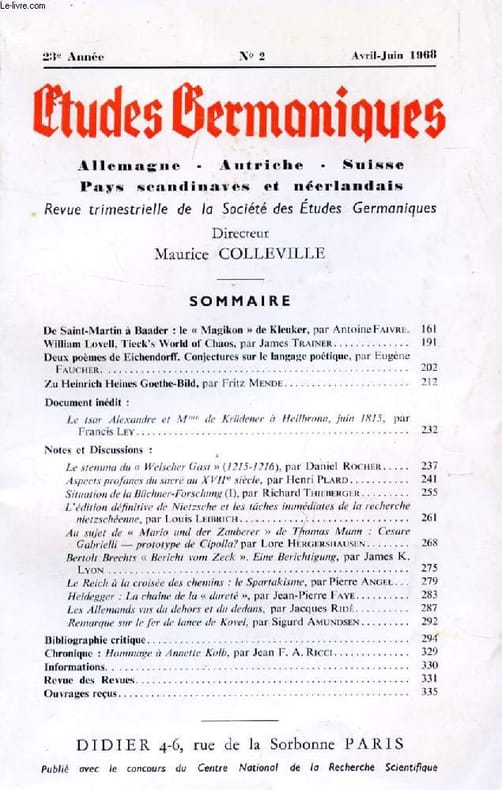 Le-livre.com
23e Année Nº 2 Avril-Juin 1968
Etudes Germaniques
Allemagne - Autriche - Suisse
Pays scandinaves et néerlandais
Revue trimestrielle de la Société des Études Germaniques
Directeur
Maurice COLLEVILLE
SOMMAIRE
De Saint-Martin à Baader : le « Magikon » de Kleuker, par Antoine FAIVRE. 161
William Lovell, Tieck's World of Chaos, par James TRAINER 191
Deux poèmes de Eichendorff. Conjectures sur le langage poétique, par Eugène
FAUCHER 202
Zu Heinrich Heines Goethe-Bild, par Fritz MENDE 212
Document inédit :
Le tsar Alexandre et Mme de Krüdener à Heilbronn, juin 1815, par
Francis LEY 232
Notes et Discussions :
Le stemma du « Welscher Gast » (1215-1216), par Daniel ROCHER 237
Aspects profanes du sacré au XVIIe siècle, par Henri PLARD 241
Situation de la Büchner-Forschung (I), par Richard THIEBERGER 255
L'édition définitive de Nietzsche et les tâches immédiates de la recherche
nietzschéenne, par Louis LEIBRICH 261
Au sujet de « Mario und der Zauberer » de Thomas Mann : Cesare
Gabrielli — prototype de Cipolla? par Lore HERGERSHAUSEN 268
Bertolt Brechts « Bericht vom Zeck ». Eine Berichtigung, par James K.
LYON 275
Le Reich à la croisée des chemins : le Spartakisme, par Pierre ANGEL 279
Heidegger : La chaîne de la « dureté », par Jean-Pierre FAYE 283
Les Allemands vus du dehors et du dedans, par Jacques RIDÉ 287
Remarque sur le fer de lance de Kovel, par Sigurd AMUNDSEN 292
Bibliographie critique 294
Chronique : Hommage à Annette Kolb, par Jean F. A. RICCI 329
Informations 330
Revue des Revues 331
Ouvrages reçus 335
DIDIER 4-6, rue de la Sorbonne PARIS
Publié avec le concours du Centre National de la Recherche Scientifique